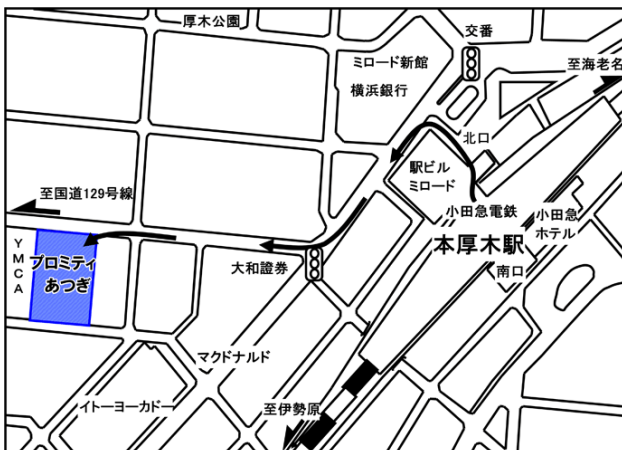 厚木公園
交番
ミロード新館
横浜銀行
至海老名
北口
駅ビル
ミロード
至国道129号線
小田急電鉄
本厚木駅
小田急
ホテル
南口
YMCA
プロミティ
あつぎ
大和證券
マクドナルド
イトーヨーカドー
至伊勢原